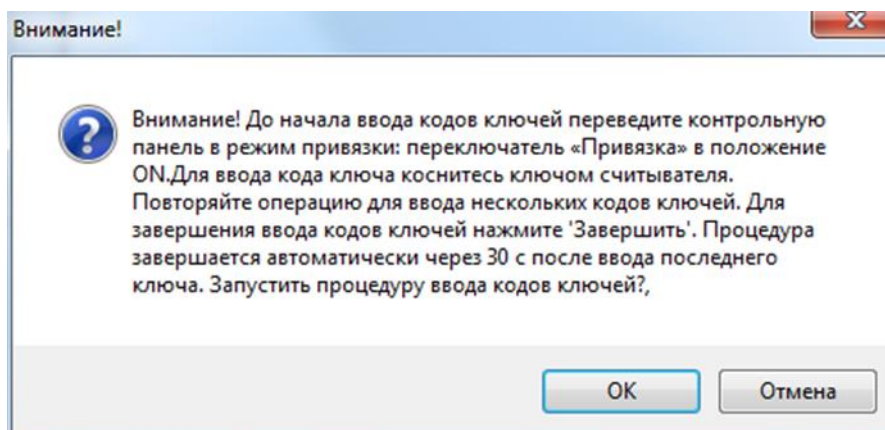 Внимание!
Внимание! До начала ввода кодов ключей переведите контрольную
панель в режим привязки: переключатель «Привязка» в положение
ON.Для ввода кода ключа коснитесь ключом считывателя.
Повторяйте операцию для ввода нескольких кодов ключей. Для
завершения ввода кодов ключей нажмите 'Завершить'. Процедура
завершается автоматически через 30 с после ввода последнего
ключа. Запустить процедуру ввода кодов ключей?,
OK
Отмена